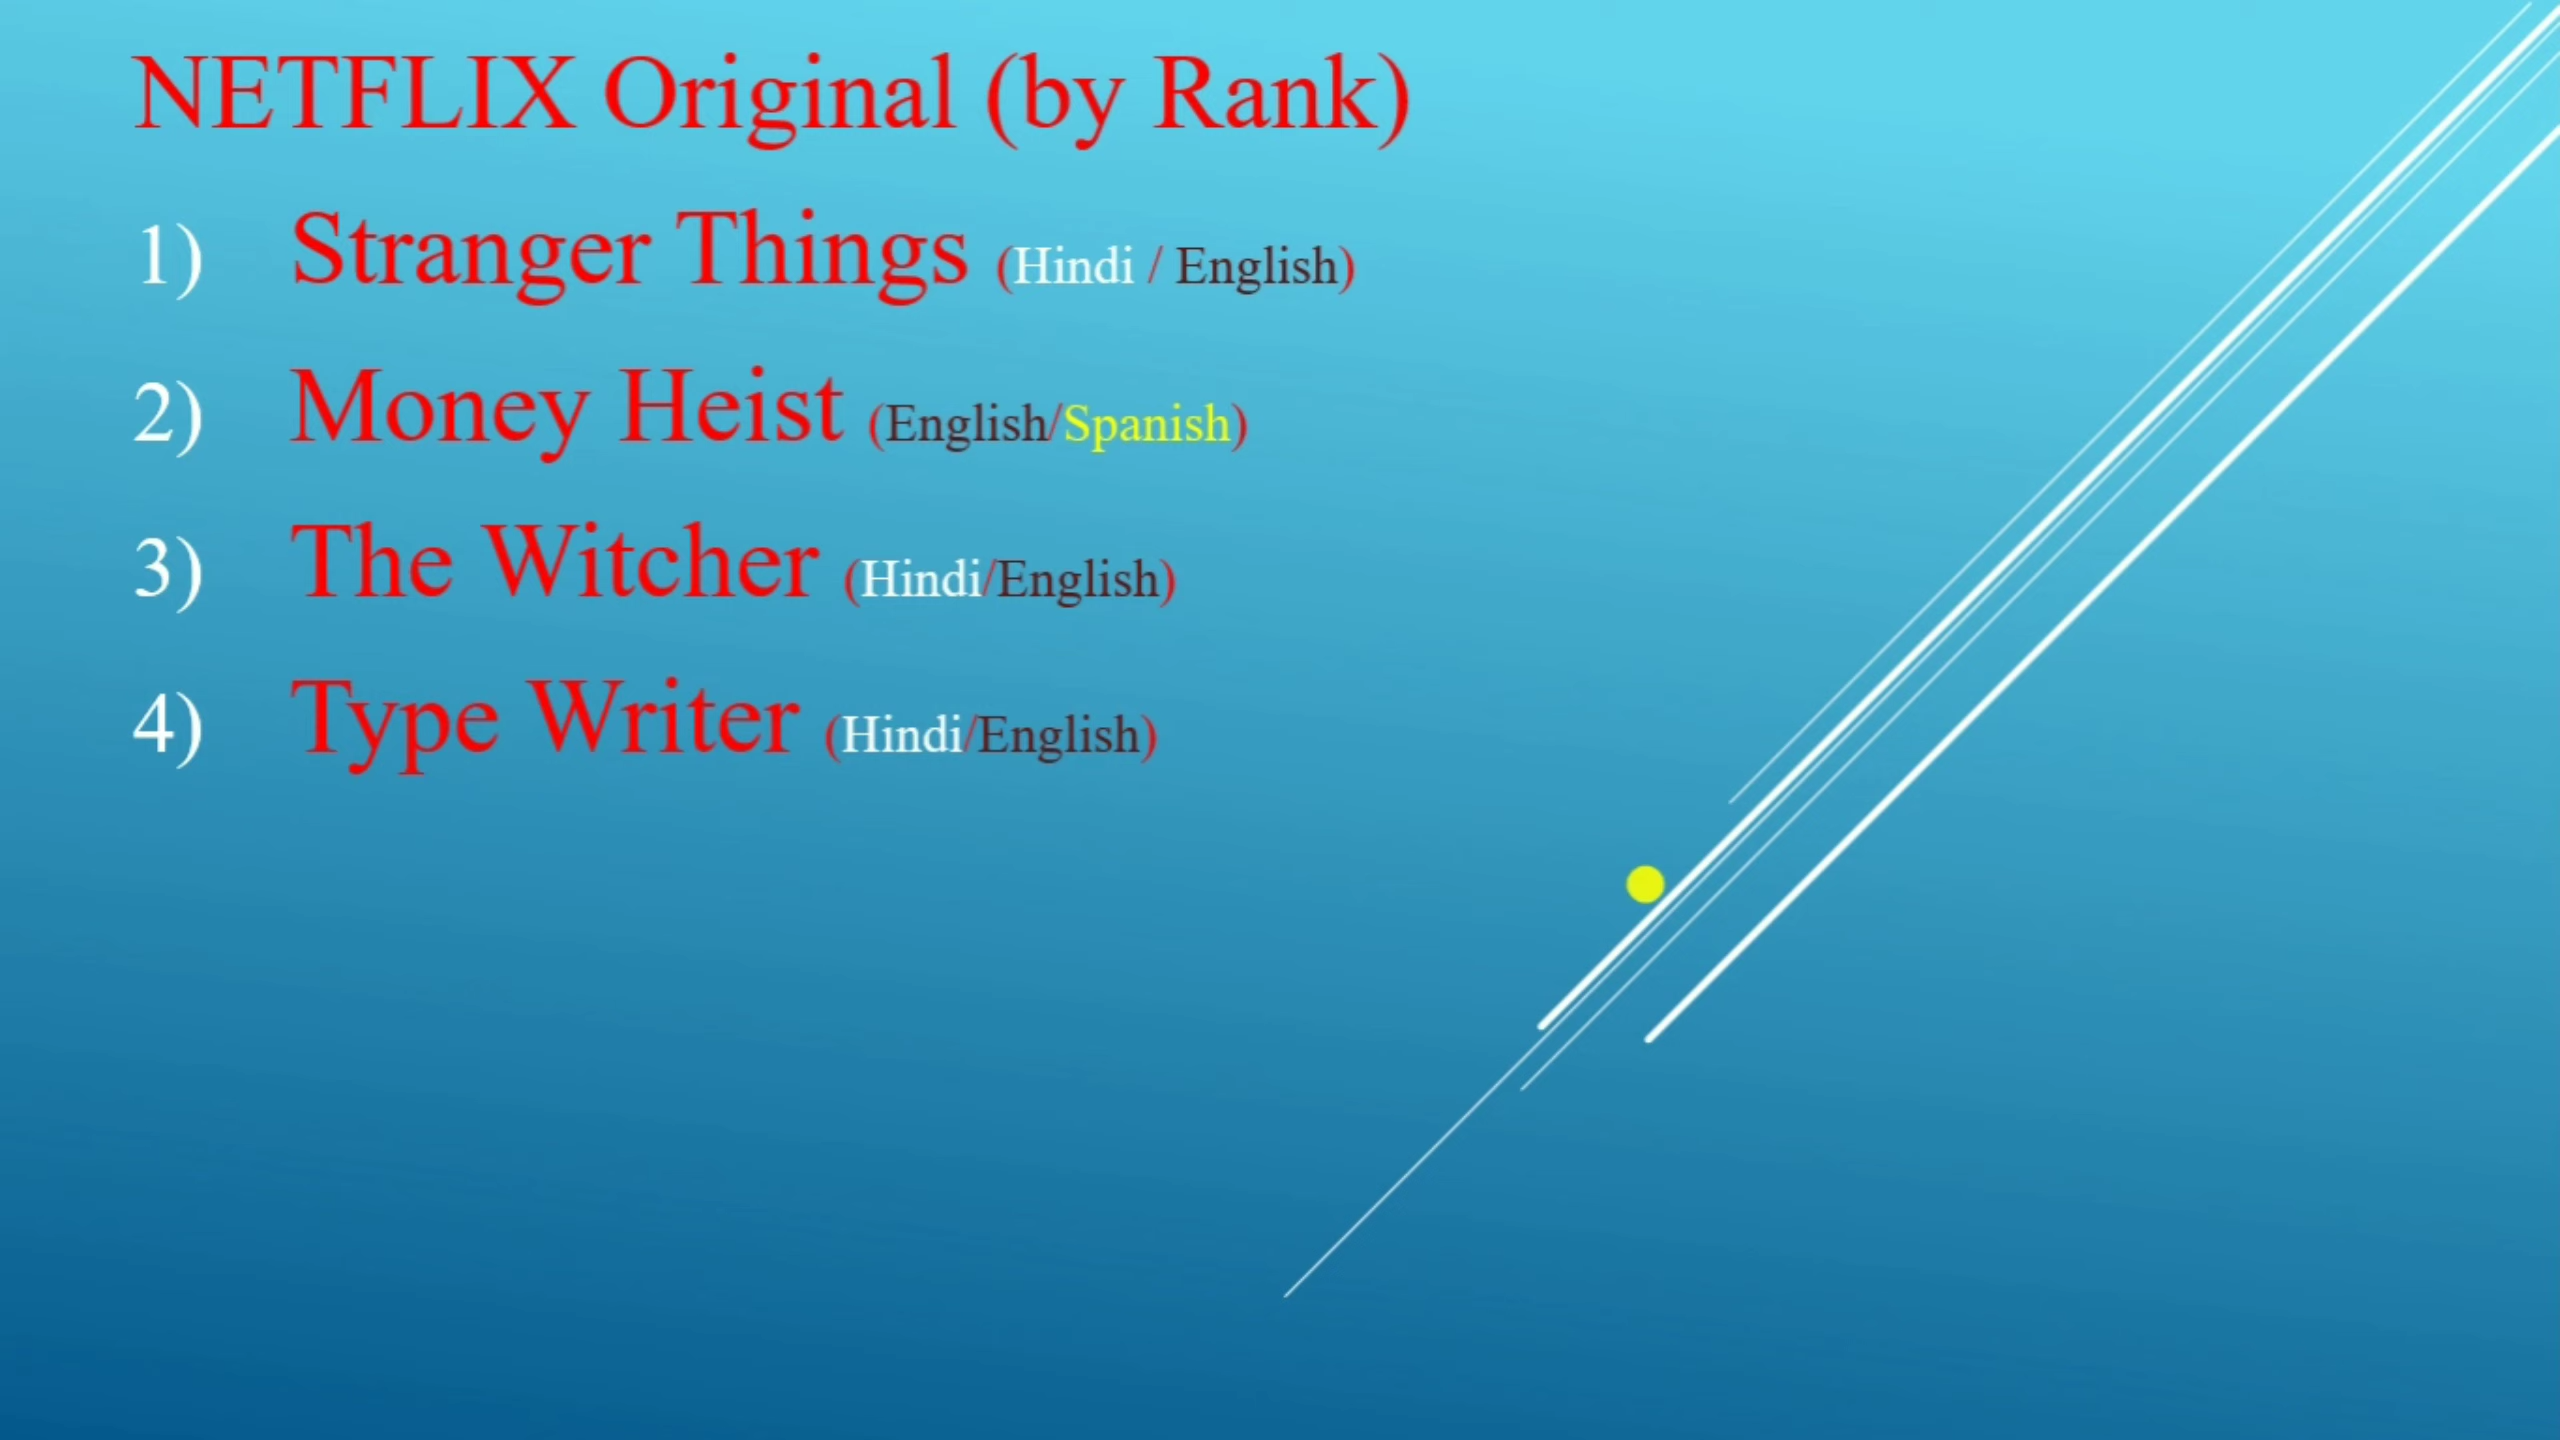 NETFLIX Original (by Rank)
1) Stranger Things (Hindi / English)
2) Money Heist (English/Spanish)
3) The Witcher (Hindi/English)
4) Type Writer (Hindi/English)